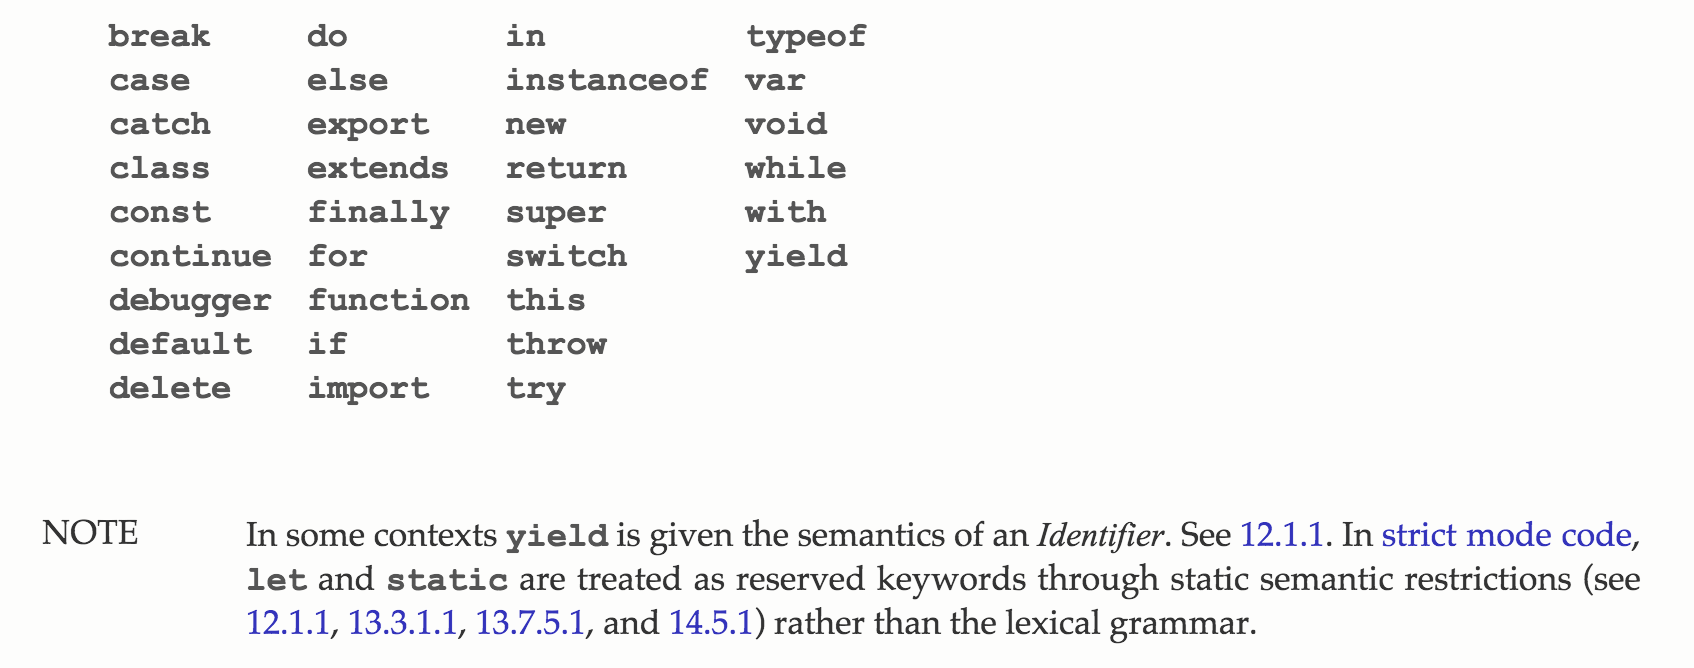 break do in typeof
case else instanceof var
catch export new void
class extends return while
const finally super with
continue for switch yield
debugger function this
default if throw
delete import try
NOTE In some contexts yield is given the semantics of an Identifier. See 12.1.1. In strict mode code,
let and static are treated as reserved keywords through static semantic restrictions (see
12.1.1, 13.3.1.1, 13.7.5.1, and 14.5.1) rather than the lexical grammar.